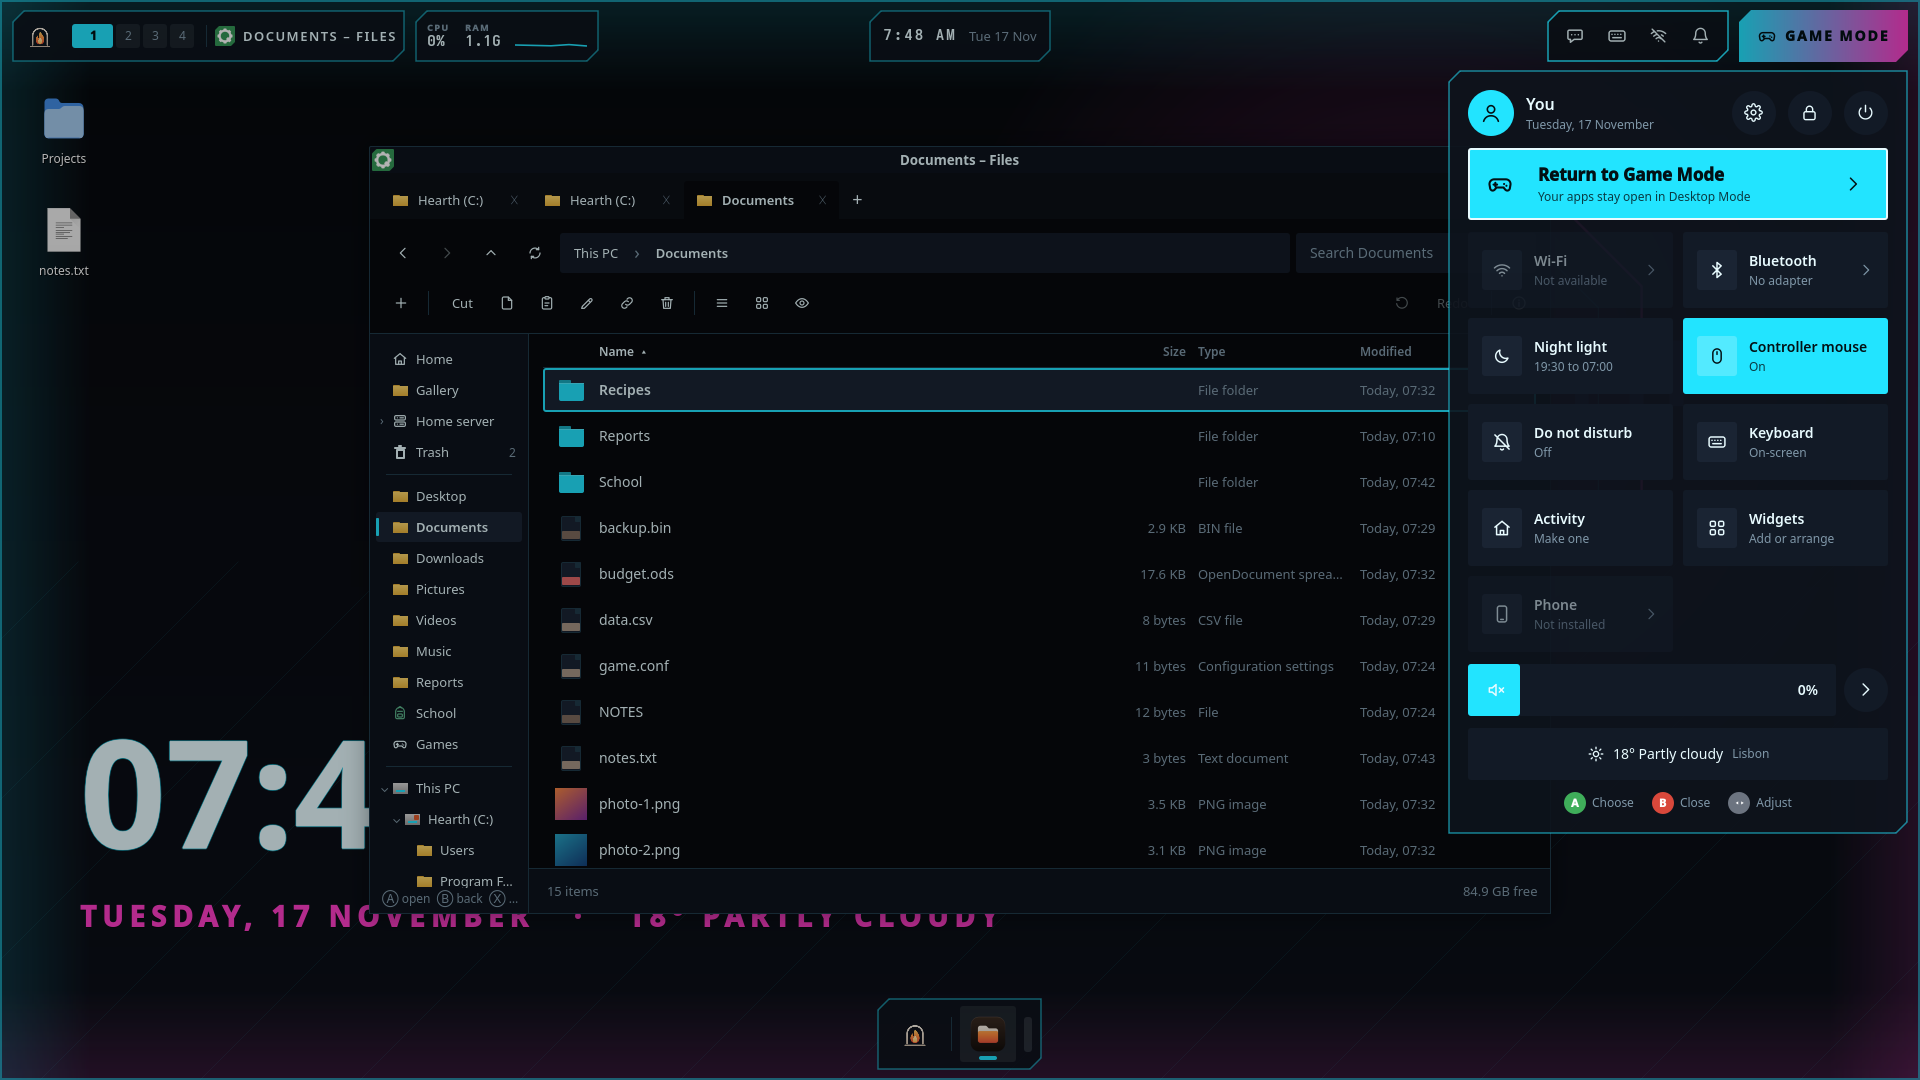 1 2 3 4 DOCUMENTS – FILES
CPU RAM
0% 1.1G
7:48 AM Tue 17 Nov
GAME MODE
Projects
notes.txt
Documents – Files
Hearth (C:) X Hearth (C:) X Documents X +
This PC › Documents
Search Documents
Cut
Name Size Type Modified
Recipes File folder Today, 07:32
Reports File folder Today, 07:10
School File folder Today, 07:42
backup.bin 2.9 KB BIN file Today, 07:29
budget.ods 17.6 KB OpenDocument sprea... Today, 07:32
data.csv 8 bytes CSV file Today, 07:29
game.conf 11 bytes Configuration settings Today, 07:24
NOTES 12 bytes File Today, 07:24
notes.txt 3 bytes Text document Today, 07:43
photo-1.png 3.5 KB PNG image Today, 07:32
photo-2.png 3.1 KB PNG image Today, 07:32
15 items 84.9 GB free
Home
Gallery
Home server
Trash 2
Desktop
Documents
Downloads
Pictures
Videos
Music
Reports
School
Games
This PC
Hearth (C:)
Users
Program F...
A open B back X ...
07:4
TUESDAY, 17 NOVEMBER · 18° PARTLY CLOUDY
You
Tuesday, 17 November
Return to Game Mode
Your apps stay open in Desktop Mode
Wi-Fi
Not available
Bluetooth
No adapter
Night light
19:30 to 07:00
Controller mouse
On
Do not disturb
Off
Keyboard
On-screen
Activity
Make one
Widgets
Add or arrange
Phone
Not installed
0%
18° Partly cloudy Lisbon
A Choose B Close Adjust